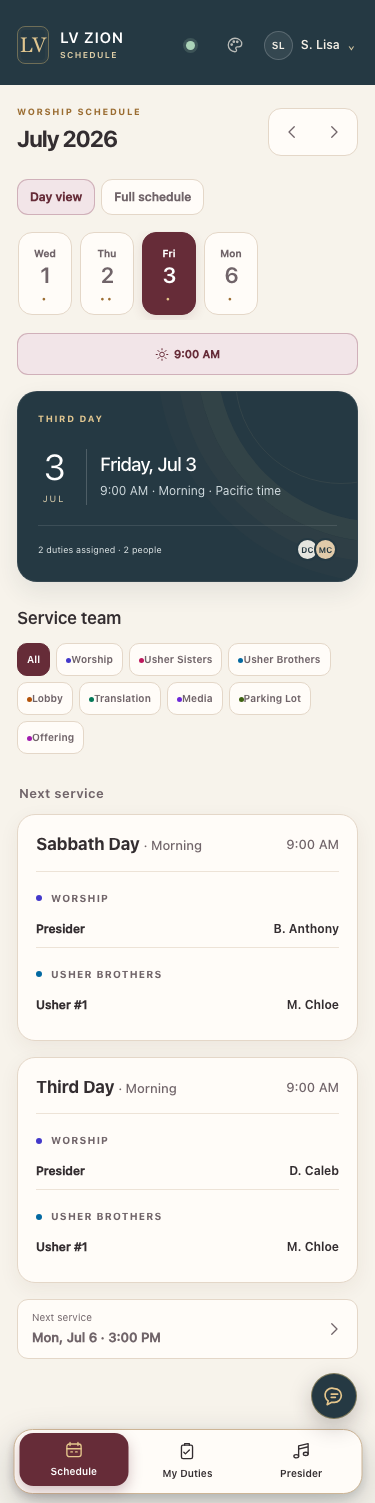 LV
LV ZION
SCHEDULE
SL
S. Lisa
WORSHIP SCHEDULE
July 2026
Day view
Full schedule
Wed
1
Thu
2
Fri
3
Mon
6
9:00 AM
THIRD DAY
3
JUL
Friday, Jul 3
9:00 AM · Morning · Pacific time
2 duties assigned · 2 people
DC
MC
Service team
All
Worship
Usher Sisters
Usher Brothers
Lobby
Translation
Media
Parking Lot
Offering
Next service
Sabbath Day · Morning
9:00 AM
WORSHIP
Presider
B. Anthony
USHER BROTHERS
Usher #1
M. Chloe
Third Day · Morning
9:00 AM
WORSHIP
Presider
D. Caleb
USHER BROTHERS
Usher #1
M. Chloe
Next service
Mon, Jul 6 · 3:00 PM
Schedule
My Duties
Presider